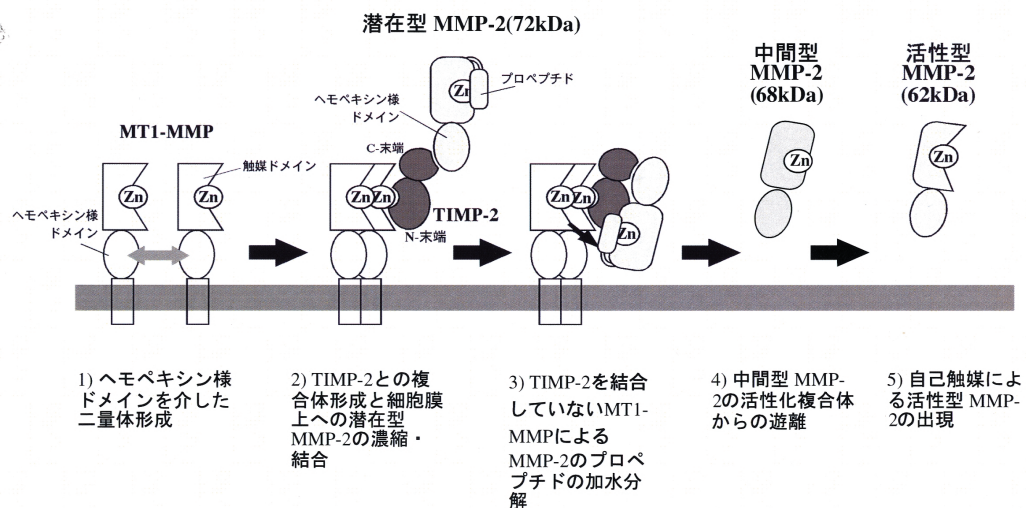 潜在型 MMP-2(72kDa)
中間型
MMP-2
(68kDa)
活性型
MMP-2
(62kDa)
Zn
プロペプチド
ヘモペキシン様
ドメイン
MT1-MMP
C-末端
触媒ドメイン
Zn
Zn
Zn
Zn
TIMP-2
N-末端
ヘモペキシン様
ドメイン
Zn
Zn
Zn
Zn
Zn
1) ヘモペキシン様
ドメインを介した
二量体形成
2) TIMP-2との複
合体形成と細胞膜
上への潜在型
MMP-2の濃縮・
結合
3) TIMP-2を結合
していないMT1-
MMPによる
MMP-2のプロペ
プチドの加水分
解
4) 中間型 MMP-
2の活性化複合体
からの遊離
5) 自己触媒によ
る活性型 MMP-
2の出現